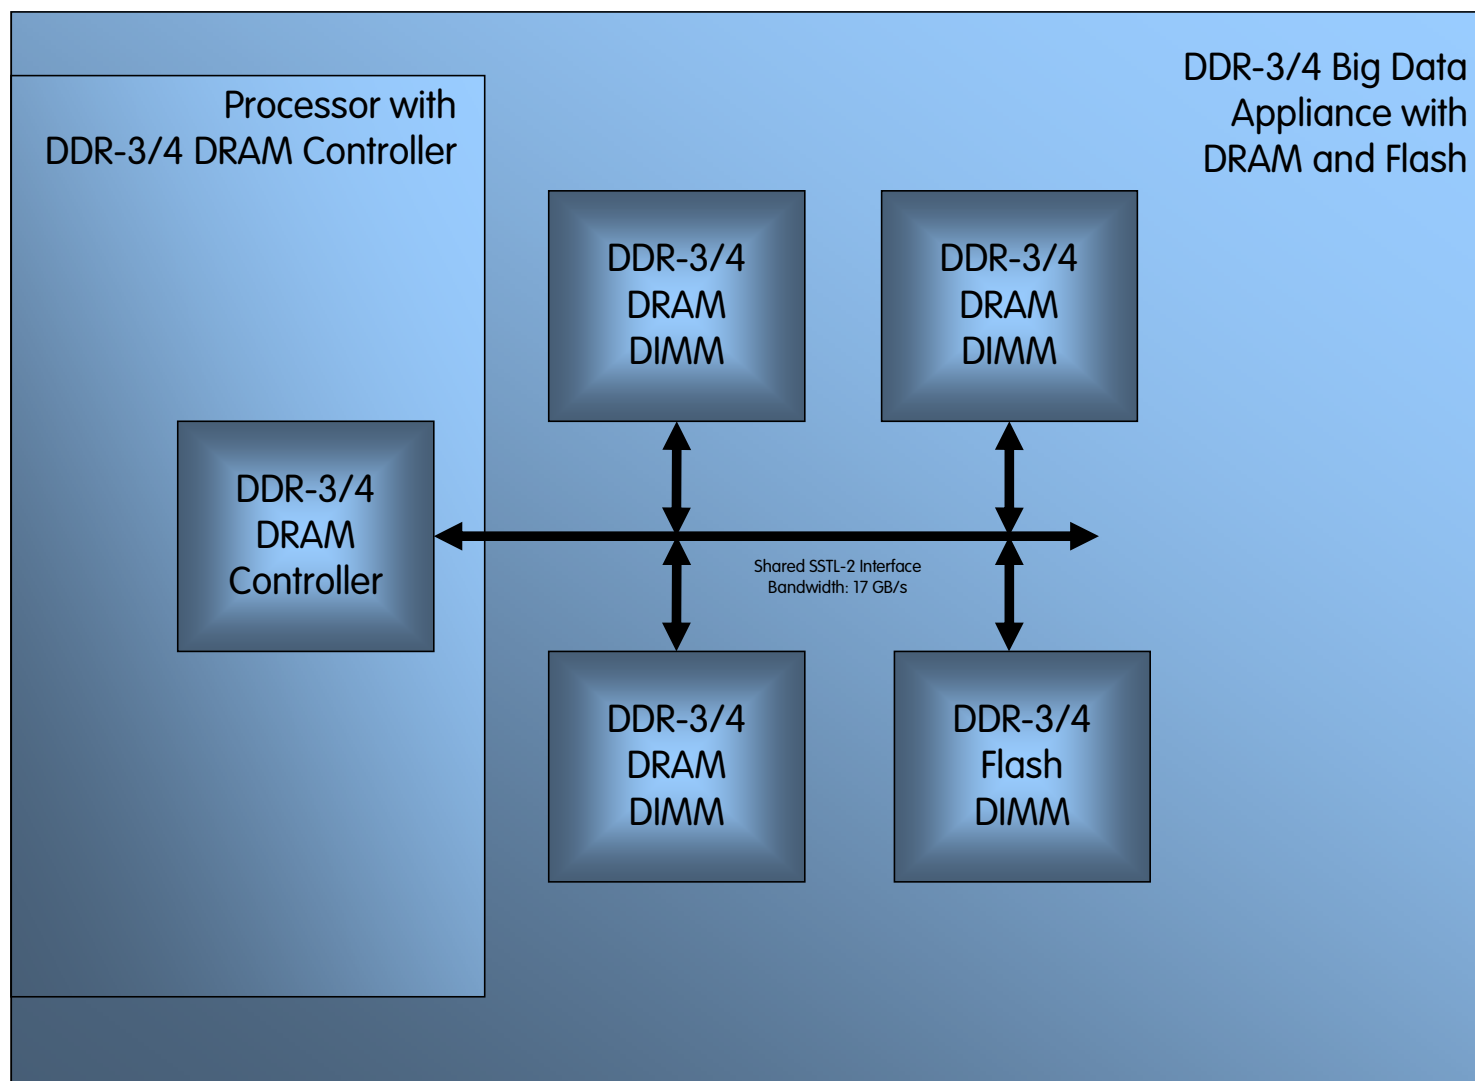 DDR-3/4 Big Data
Appliance with
DRAM and Flash
Processor with
DDR-3/4 DRAM Controller
DDR-3/4
DRAM
DIMM
DDR-3/4
DRAM
DIMM
DDR-3/4
DRAM
Controller
Shared SSTL-2 Interface
Bandwidth: 17 GB/s
DDR-3/4
DRAM
DIMM
DDR-3/4
Flash
DIMM